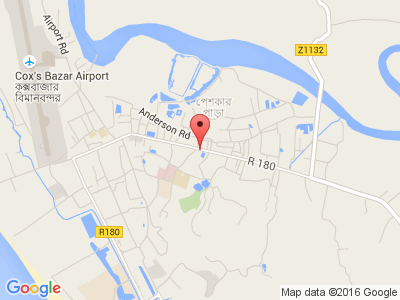 Airport Rd
Z1132
Cox's Bazar Airport
কক্সবাজার
বিমানবন্দর
পেশকার
পাড়া
Anderson Rd
R 180
R180
Google
Map data ©2016 Google